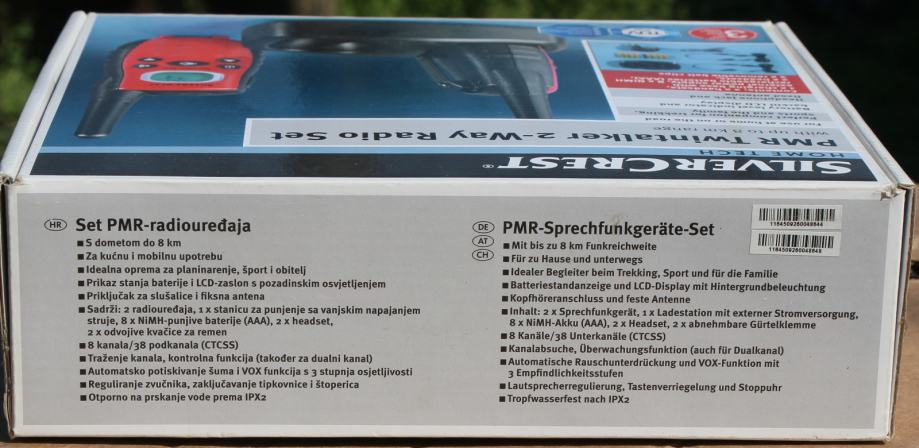 SILVERCREST®
HOME TECH
PMR Twintalker 2-Way Radio Set
with up to 8 km range
HR
Set PMR-radiouređaja
■ S dometom do 8 km
■ Za kućnu i mobilnu upotrebu
■ Idealna oprema za planinarenje, šport i obitelj
■ Prikaz stanja baterije i LCD-zaslon s pozadinskim osvjetljenjem
■ Priključak za slušalice i fiksna antena
■ Sadrži: 2 radiouređaja, 1 x stanicu za punjenje sa vanjskim napajanjem
struje, 8 x NiMH-punjive baterije (AAA), 2 x headset,
2 x odvojive kvačice za remen
■ 8 kanala/38 podkanala (CTCSS)
■ Traženje kanala, kontrolna funkcija (također za dualni kanal)
■ Automatsko potiskivanje šuma i VOX funkcija s 3 stupnja osjetljivosti
■ Reguliranje zvučnika, zaključavanje tipkovnice i štoperica
■ Otporno na prskanje vode prema IPX2
DE
AT
CH
PMR-Sprechfunkgeräte-Set
■ Mit bis zu 8 km Funkreichweite
■ Für zu Hause und unterwegs
■ Idealer Begleiter beim Trekking, Sport und für die Familie
■ Batteriestandanzeige und LCD-Display mit Hintergrundbeleuchtung
■ Kopfhöreranschluss und feste Antenne
■ Inhalt: 2 x Sprechfunkgerät, 1 x Ladestation mit externer Stromversorgung,
8 x NiMH-Akku (AAA), 2 x Headset, 2 x abnehmbare Gürtelklemme
■ 8 Kanäle/38 Unterkanäle (CTCSS)
■ Kanalabsuche, Überwachungsfunktion (auch für Dualkanal)
■ Automatische Rauschunterdrückung und VOX-Funktion mit
3 Empfindlichkeitsstufen
■ Lautsprecherregulierung, Tastenverriegelung und Stoppuhr
■ Tropfwasserfest nach IPX2
1164509260048644
1164509260048648